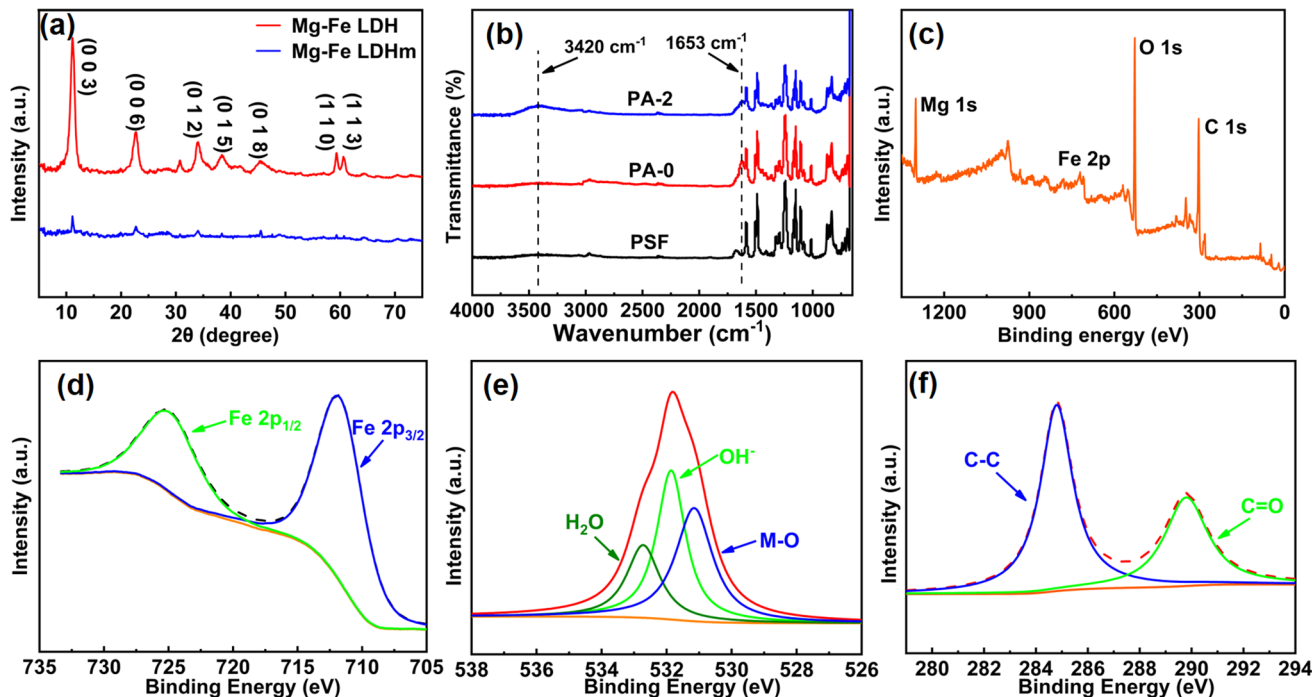 (a)
Mg-Fe LDH
Mg-Fe LDHm
(0 0 3)
(0 0 6)
(0 1 2)
(0 1 5)
(0 1 8)
(1 1 0)
(1 1 3)
Intensity (a.u.)
10 20 30 40 50 60 70
2θ (degree)
(b)
3420 cm⁻¹
1653 cm⁻¹
PA-2
PA-0
PSF
Transmittance (%)
4000 3500 3000 2500 2000 1500 1000
Wavenumber (cm⁻¹)
(c)
O 1s
Mg 1s
C 1s
Fe 2p
Intensity (a.u.)
1350 900 600 300 0
Binding energy (eV)
(d)
Fe 2p1/2
Fe 2p3/2
Intensity (a.u.)
735 730 725 720 715 710 705
Binding Energy (eV)
(e)
OH⁻
H₂O
M-O
Intensity (a.u.)
538 536 534 532 530 528 526
Binding Energy (eV)
(f)
C-C
C=O
Intensity (a.u.)
280 282 284 286 288 290 292 294
Binding Energy (eV)